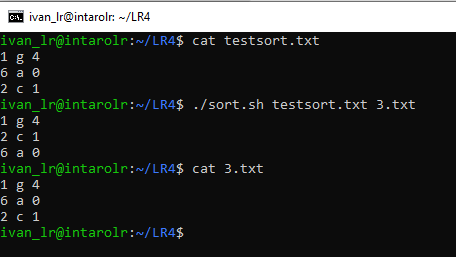 ivan_lr@intarolr: ~/LR4
ivan_lr@intarolr:~/LR4$ cat testsort.txt
1 g 4
6 a 0
2 c 1
ivan_lr@intarolr:~/LR4$ ./sort.sh testsort.txt 3.txt
1 g 4
2 c 1
6 a 0
ivan_lr@intarolr:~/LR4$ cat 3.txt
1 g 4
6 a 0
2 c 1
ivan_lr@intarolr:~/LR4$